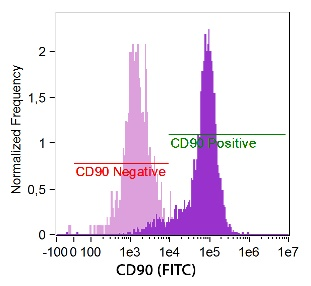 Normalized Frequency
2
1,5
1
0,5
0
CD90 Positive
CD90 Negative
-1000 0 100 1e3 1e4 1e5 1e6 1e7
CD90 (FITC)